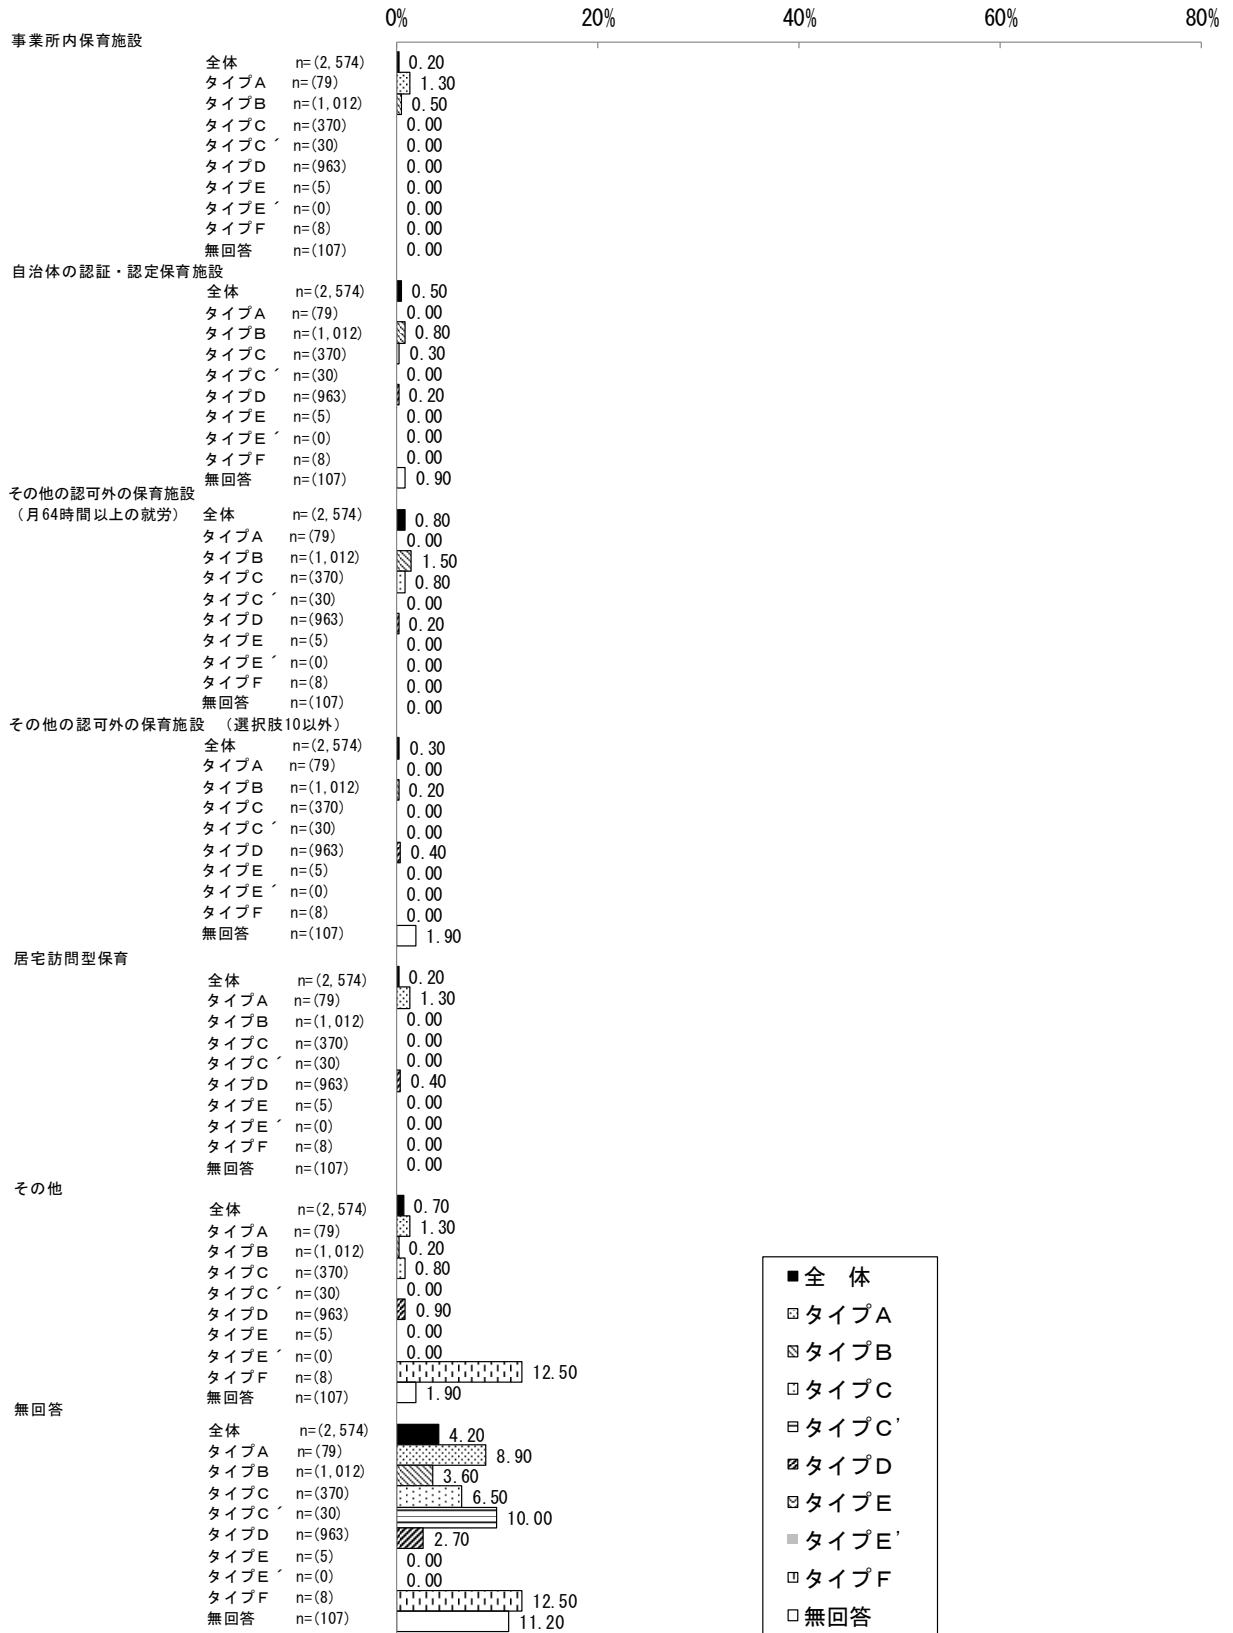 0% 20% 40% 60% 80%
事業所内保育施設
全体 n=(2,574) 0.20
タイプA n=(79) 1.30
タイプB n=(1,012) 0.50
タイプC n=(370) 0.00
タイプC´ n=(30) 0.00
タイプD n=(963) 0.00
タイプE n=(5) 0.00
タイプE´ n=(0) 0.00
タイプF n=(8) 0.00
無回答 n=(107) 0.00
自治体の認証・認定保育施設
全体 n=(2,574) 0.50
タイプA n=(79) 0.00
タイプB n=(1,012) 0.80
タイプC n=(370) 0.30
タイプC´ n=(30) 0.00
タイプD n=(963) 0.20
タイプE n=(5) 0.00
タイプE´ n=(0) 0.00
タイプF n=(8) 0.00
無回答 n=(107) 0.90
その他の認可外の保育施設
(月64時間以上の就労) 全体 n=(2,574) 0.80
タイプA n=(79) 0.00
タイプB n=(1,012) 1.50
タイプC n=(370) 0.80
タイプC´ n=(30) 0.00
タイプD n=(963) 0.20
タイプE n=(5) 0.00
タイプE´ n=(0) 0.00
タイプF n=(8) 0.00
無回答 n=(107) 0.00
その他の認可外の保育施設 (選択肢10以外)
全体 n=(2,574) 0.30
タイプA n=(79) 0.00
タイプB n=(1,012) 0.20
タイプC n=(370) 0.00
タイプC´ n=(30) 0.00
タイプD n=(963) 0.40
タイプE n=(5) 0.00
タイプE´ n=(0) 0.00
タイプF n=(8) 0.00
無回答 n=(107) 1.90
居宅訪問型保育
全体 n=(2,574) 0.20
タイプA n=(79) 1.30
タイプB n=(1,012) 0.00
タイプC n=(370) 0.00
タイプC´ n=(30) 0.00
タイプD n=(963) 0.40
タイプE n=(5) 0.00
タイプE´ n=(0) 0.00
タイプF n=(8) 0.00
無回答 n=(107) 0.00
その他
全体 n=(2,574) 0.70
タイプA n=(79) 1.30
タイプB n=(1,012) 0.20
タイプC n=(370) 0.80
タイプC´ n=(30) 0.00
タイプD n=(963) 0.90
タイプE n=(5) 0.00
タイプE´ n=(0) 0.00
タイプF n=(8) 12.50
無回答 n=(107) 1.90
無回答
全体 n=(2,574) 4.20
タイプA n=(79) 8.90
タイプB n=(1,012) 3.60
タイプC n=(370) 6.50
タイプC´ n=(30) 10.00
タイプD n=(963) 2.70
タイプE n=(5) 0.00
タイプE´ n=(0) 0.00
タイプF n=(8) 12.50
無回答 n=(107) 11.20
全 体
タイプA
タイプB
タイプC
タイプC'
タイプD
タイプE
タイプE'
タイプF
無回答